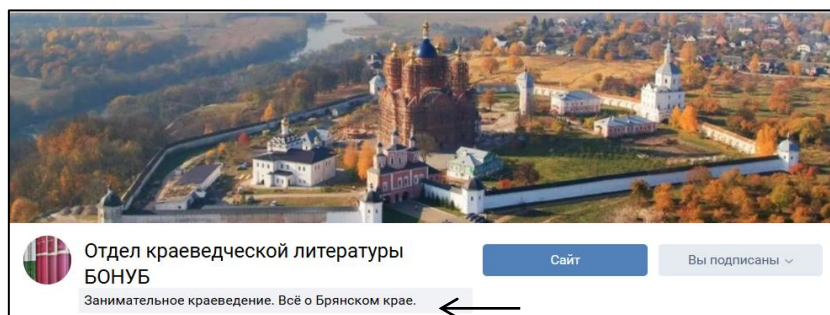 Отдел краеведческой литературы
БОНУБ
Занимательное краеведение. Всё о Брянском крае.
Сайт
Вы подписаны